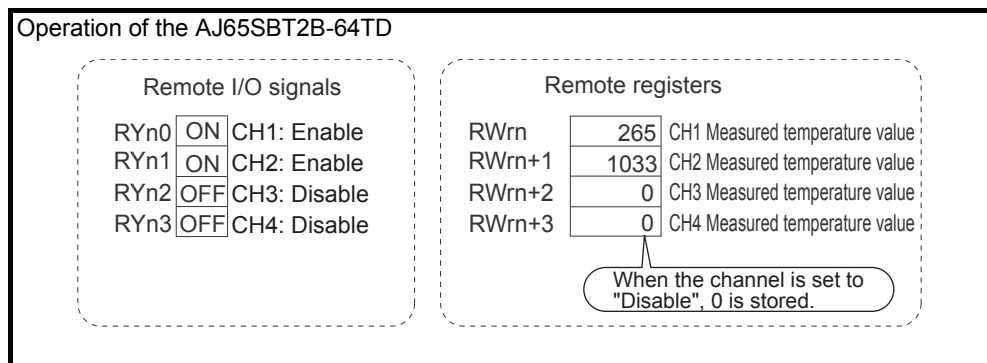 Operation of the AJ65SBT2B-64TD
Remote I/O signals
RYn0 ON CH1: Enable
RYn1 ON CH2: Enable
RYn2 OFF CH3: Disable
RYn3 OFF CH4: Disable
Remote registers
RWrn 265 CH1 Measured temperature value
RWrn+1 1033 CH2 Measured temperature value
RWrn+2 0 CH3 Measured temperature value
RWrn+3 0 CH4 Measured temperature value
When the channel is set to
"Disable", 0 is stored.